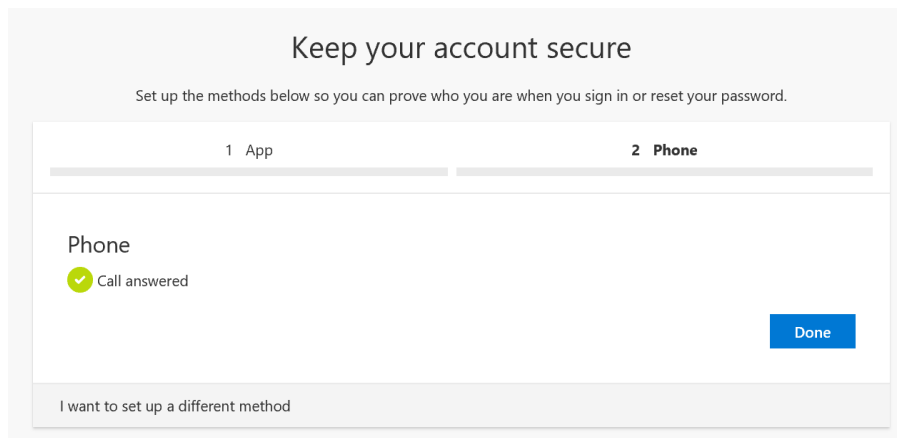 Keep your account secure
Set up the methods below so you can prove who you are when you sign in or reset your password.
1 App
2 Phone
Phone
Call answered
Done
I want to set up a different method